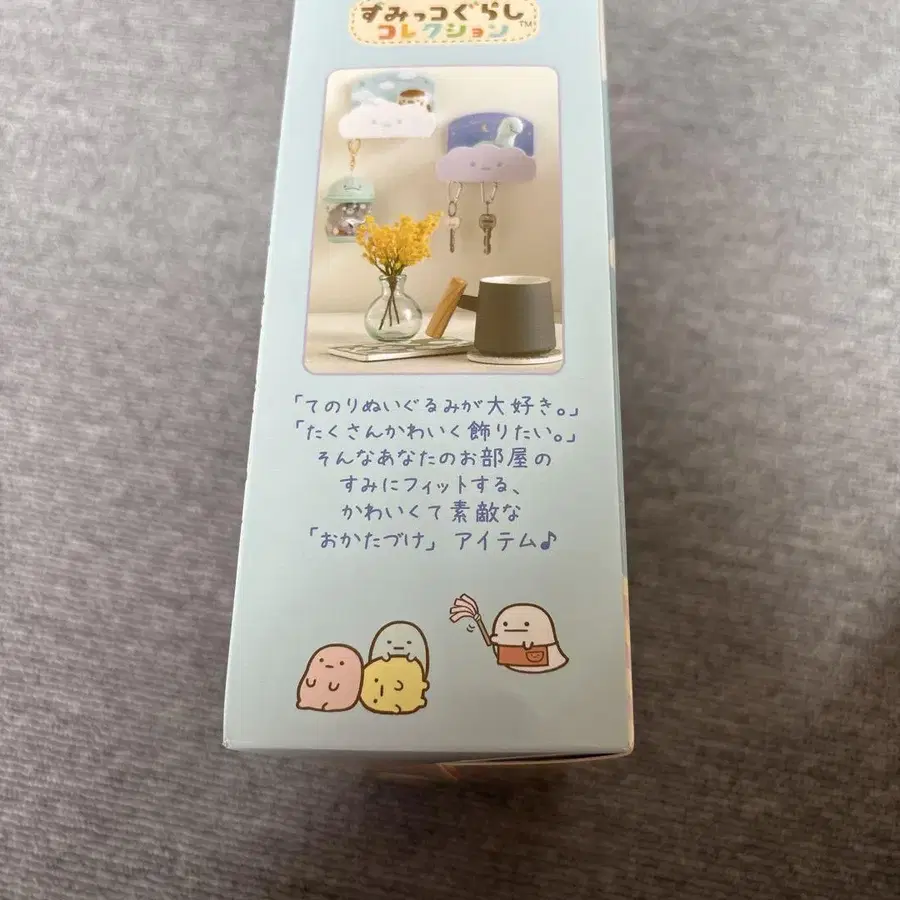 すみっコぐらし
コレクション™
「てのりぬいぐるみが大好き。」
「たくさんかわいく飾りたい。」
そんなあなたのお部屋の
すみにフィットする、
かわいくて素敵な
「おかたづけ」 アイテム♪